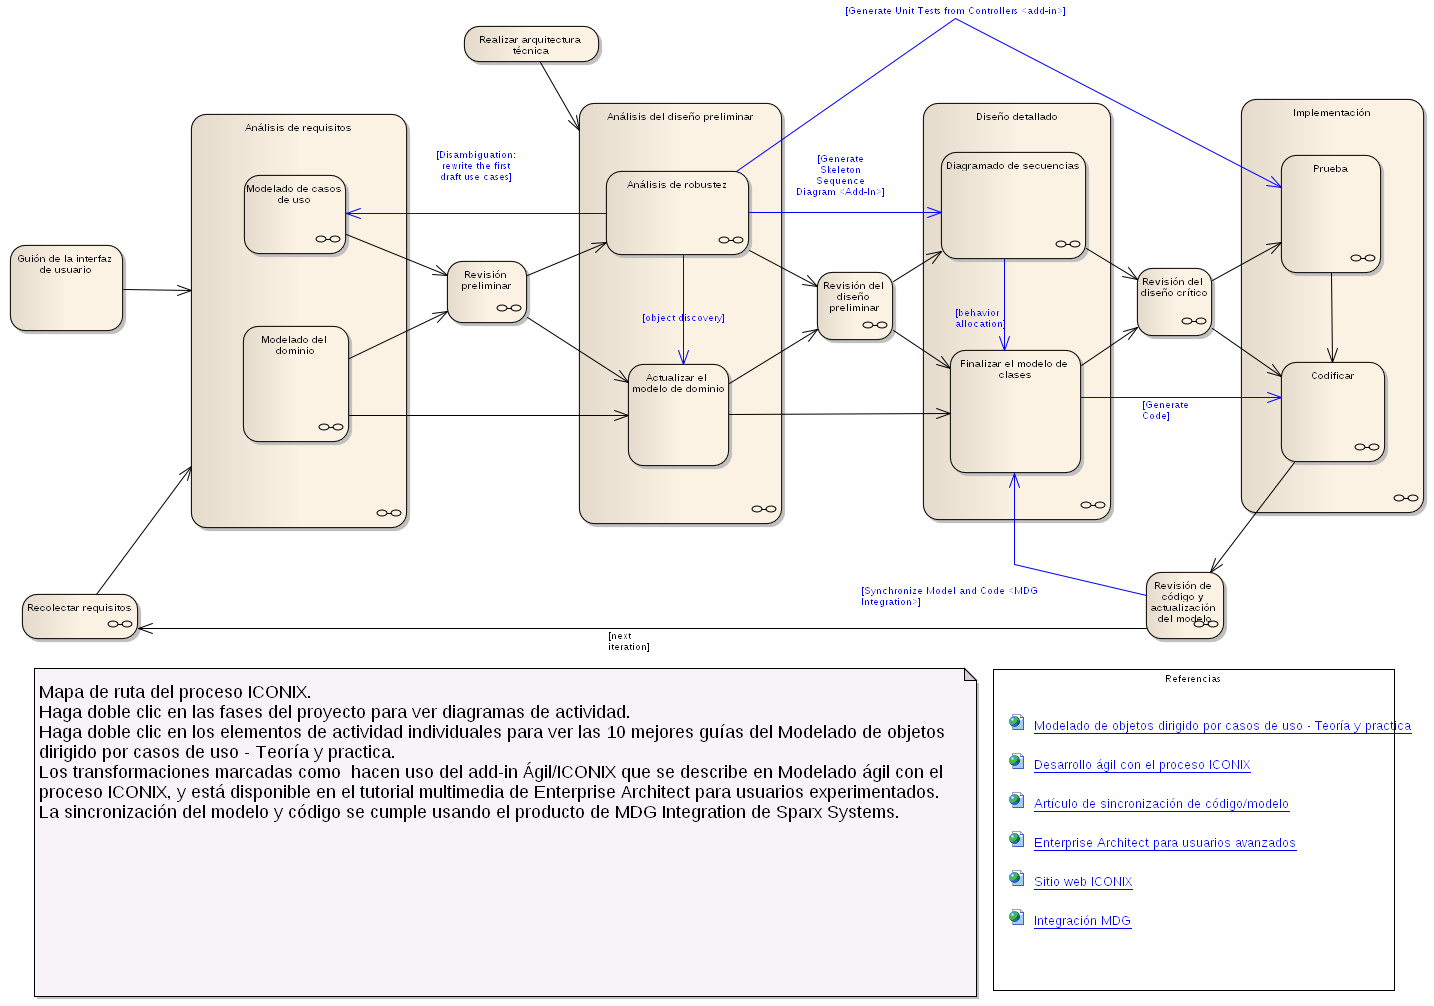 [Generate Unit Tests from Controllers <add-in>]
Realizar arquitectura
técnica
Análisis de requisitos
Análisis del diseño preliminar
Diseño detallado
Implementación
[Disambiguation:
rewrite the first
draft use cases]
[Generate
Skeleton
Sequence
Diagram <Add-In>]
Modelado de casos
de uso
Análisis de robustez
Diagramado de secuencias
Prueba
Guión de la interfaz
de usuario
Revisión
preliminar
Revisión del
diseño
preliminar
Revisión del
diseño crítico
[object discovery]
[behavior
allocation]
Modelado del
dominio
Actualizar el
modelo de dominio
Finalizar el modelo de
clases
Codificar
[Generate
Code]
Recolectar requisitos
[Synchronize Model and Code <MDG
Integration>]
Revisión de
código y
actualización
del modelo
[next
iteration]
Mapa de ruta del proceso ICONIX.
Haga doble clic en las fases del proyecto para ver diagramas de actividad.
Haga doble clic en los elementos de actividad individuales para ver las 10 mejores guías del Modelado de objetos
dirigido por casos de uso - Teoría y practica.
Los transformaciones marcadas como  hacen uso del add-in Ágil/ICONIX que se describe en Modelado ágil con el
proceso ICONIX, y está disponible en el tutorial multimedia de Enterprise Architect para usuarios experimentados.
La sincronización del modelo y código se cumple usando el producto de MDG Integration de Sparx Systems.
Referencias
Modelado de objetos dirigido por casos de uso - Teoría y practica
Desarrollo ágil con el proceso ICONIX
Artículo de sincronización de código/modelo
Enterprise Architect para usuarios avanzados
Sitio web ICONIX
Integración MDG